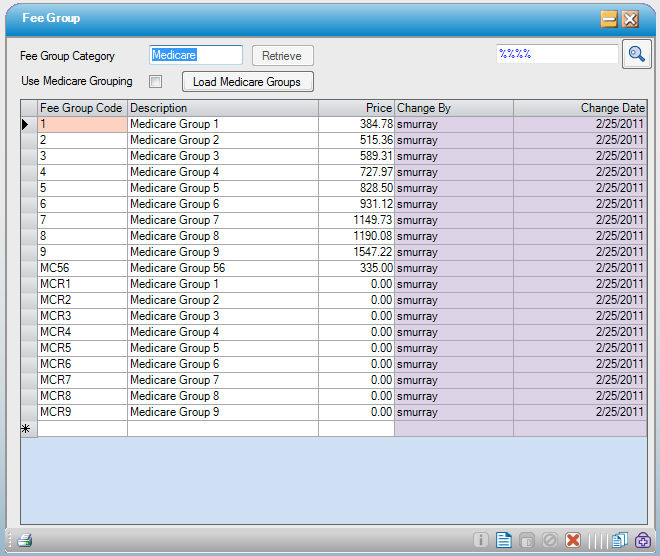 Fee Group
Fee Group Category Medicare Retrieve %%%%
Use Medicare Grouping Load Medicare Groups
Fee Group Code Description Price Change By Change Date
1 Medicare Group 1 384.78 smurray 2/25/2011
2 Medicare Group 2 515.36 smurray 2/25/2011
3 Medicare Group 3 589.31 smurray 2/25/2011
4 Medicare Group 4 727.97 smurray 2/25/2011
5 Medicare Group 5 828.50 smurray 2/25/2011
6 Medicare Group 6 931.12 smurray 2/25/2011
7 Medicare Group 7 1149.73 smurray 2/25/2011
8 Medicare Group 8 1190.08 smurray 2/25/2011
9 Medicare Group 9 1547.22 smurray 2/25/2011
MC56 Medicare Group 56 335.00 smurray 2/25/2011
MCR1 Medicare Group 1 0.00 smurray 2/25/2011
MCR2 Medicare Group 2 0.00 smurray 2/25/2011
MCR3 Medicare Group 3 0.00 smurray 2/25/2011
MCR4 Medicare Group 4 0.00 smurray 2/25/2011
MCR5 Medicare Group 5 0.00 smurray 2/25/2011
MCR6 Medicare Group 6 0.00 smurray 2/25/2011
MCR7 Medicare Group 7 0.00 smurray 2/25/2011
MCR8 Medicare Group 8 0.00 smurray 2/25/2011
MCR9 Medicare Group 9 0.00 smurray 2/25/2011